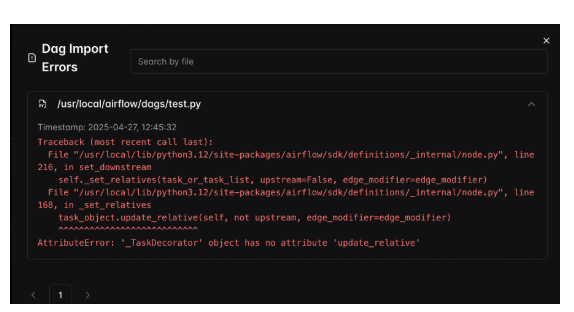 Dag Import
Errors
Search by file
/usr/local/airflow/dags/test.py
Timestamp: 2025-04-27, 12:45:32
Traceback (most recent call last):
File "/usr/local/lib/python3.12/site-packages/airflow/sdk/definitions/_internal/node.py", line
216, in set_downstream
self._set_relatives(task_or_task_list, upstream=False, edge_modifier=edge_modifier)
File "/usr/local/lib/python3.12/site-packages/airflow/sdk/definitions/_internal/node.py", line
168, in _set_relatives
task_object.update_relative(self, not upstream, edge_modifier=edge_modifier)
^^^^^^^^^^^^^^^^^^^^^^^^^^^
AttributeError: '_TaskDecorator' object has no attribute 'update_relative'
< 1 >